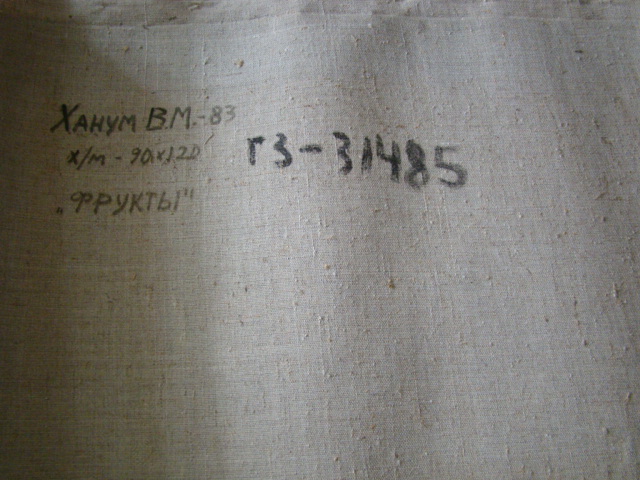 Ханум В.М.-83
х/м - 90х120
„Фрукты"
ГЗ-31485